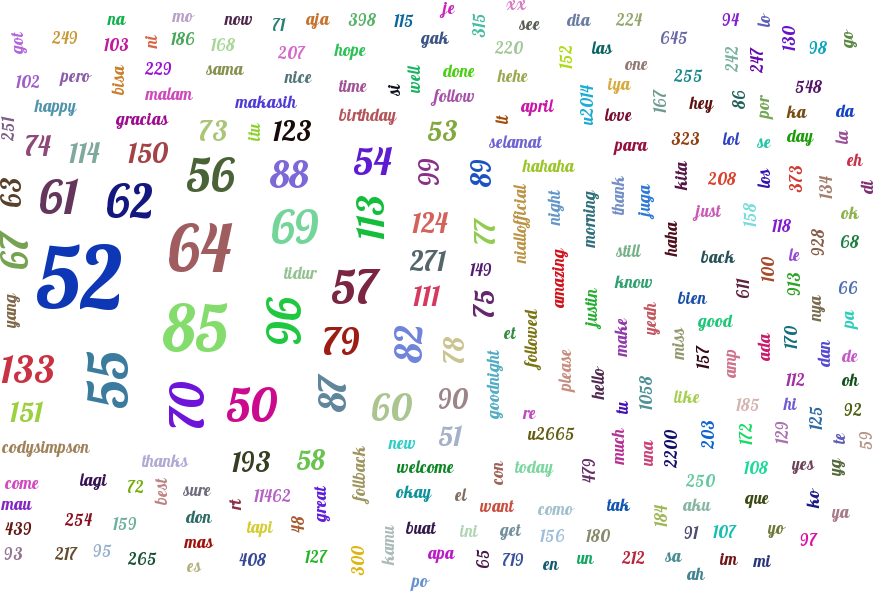 na mo now 71 aja 398 115 je 315 xx see dia 224 94 lo
got 249 103 ni 186 168 207 hope gak 220 152 las 645 242 247 130 98 go
102 pero bisa 229 sama nice time si well done hehe one iya 255 548
happy malam makasih follow u2014 167 hey 86 por ka da
251 gracias 73 itu 123 birthday 53 tt april love 323 lol se day la
74 114 150 56 88 54 99 89 selamat hahaha para kita 208 los 373 134 eh di
63 61 62 69 113 124 77 niallofficial night morning thank juga just 158 118 ok
67 52 64 tidur 271 149 amazing still haha back le 928 68
yang 85 96 57 111 75 justin know bien 611 100 913 nya 66 pa
133 55 79 82 78 et followed please make yeah miss good 157 amp ada 170 dan de
151 70 50 87 60 90 goodnight re hello tu 1058 like 185 112 hi 125 oh 92
codysimpson 193 58 follback new 51 u2665 much una 2200 203 172 129 te 59
come lagi thanks 72 best sure rt 11462 great welcome con today 479 250 108 yes yg
mau 439 254 159 don tapi 48 okay el want como tak 184 aku que ko ya
93 217 95 265 mas es 408 127 300 kamu buat ini get 156 180 91 107 yo 97
apa 65 719 en un 212 sa ah im mi
po